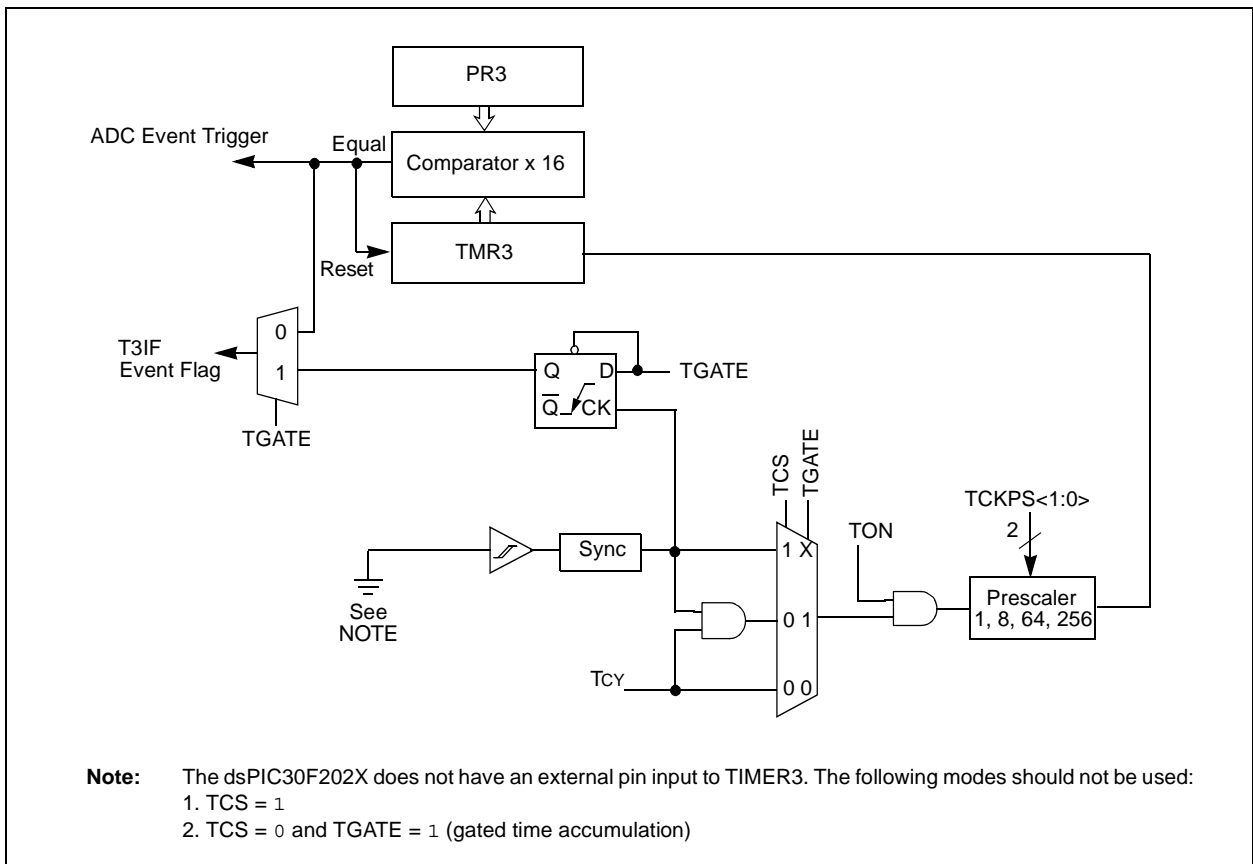 PR3
ADC Event Trigger
Equal
Comparator x 16
TMR3
Reset
0
1
T3IF
Event Flag
TGATE
Q D
Q CK
TGATE
TCS
TGATE
TCKPS<1:0>
2
TON
Sync
1 X
Prescaler
1, 8, 64, 256
See
NOTE
0 1
TCY
0 0
Note: The dsPIC30F202X does not have an external pin input to TIMER3. The following modes should not be used:
1. TCS = 1
2. TCS = 0 and TGATE = 1 (gated time accumulation)